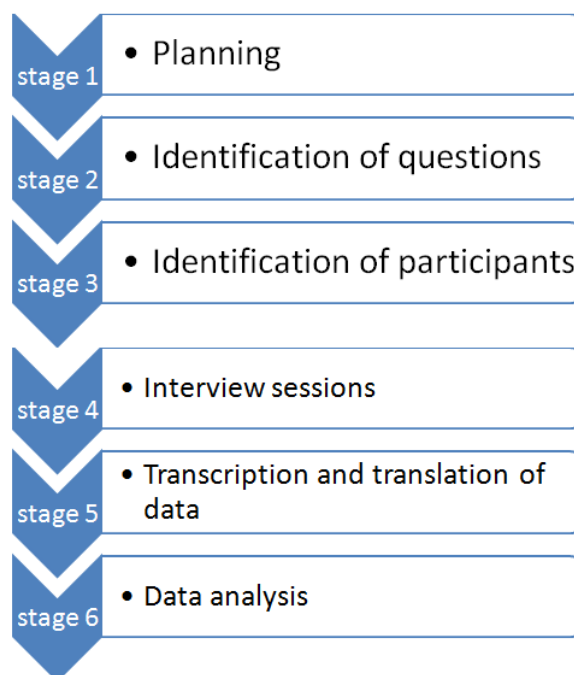 stage 1
• Planning
stage 2
• Identification of questions
stage 3
• Identification of participants
stage 4
• Interview sessions
stage 5
• Transcription and translation of
data
stage 6
• Data analysis